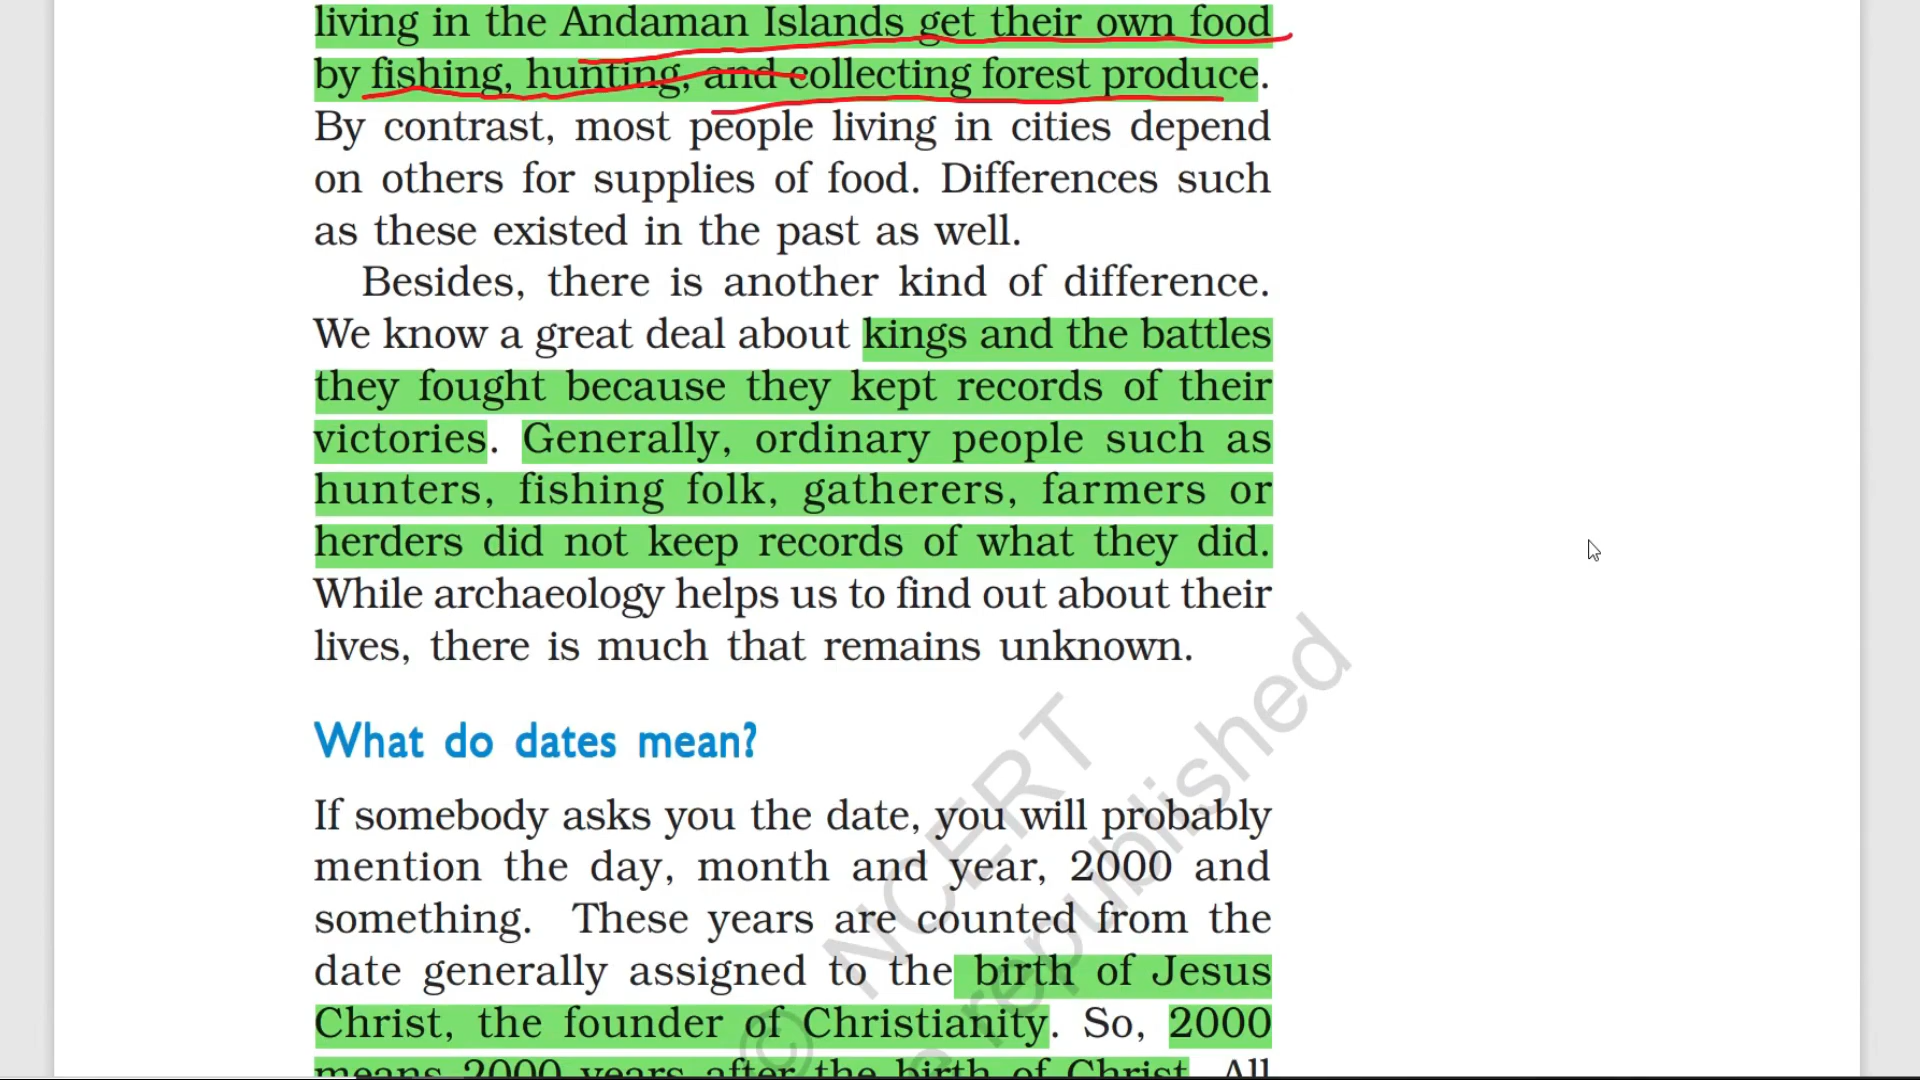 living in the Andaman Islands get their own food
by fishing, hunting, and collecting forest produce.
By contrast, most people living in cities depend
on others for supplies of food. Differences such
as these existed in the past as well.
Besides, there is another kind of difference.
We know a great deal about kings and the battles
they fought because they kept records of their
victories. Generally, ordinary people such as
hunters, fishing folk, gatherers, farmers or
herders did not keep records of what they did.
While archaeology helps us to find out about their
lives, there is much that remains unknown.
What do dates mean?
If somebody asks you the date, you will probably
mention the day, month and year, 2000 and
something. These years are counted from the
date generally assigned to the birth of Jesus
Christ, the founder of Christianity. So, 2000
means 2000 years after the birth of Christ. All
© NCERT
republished